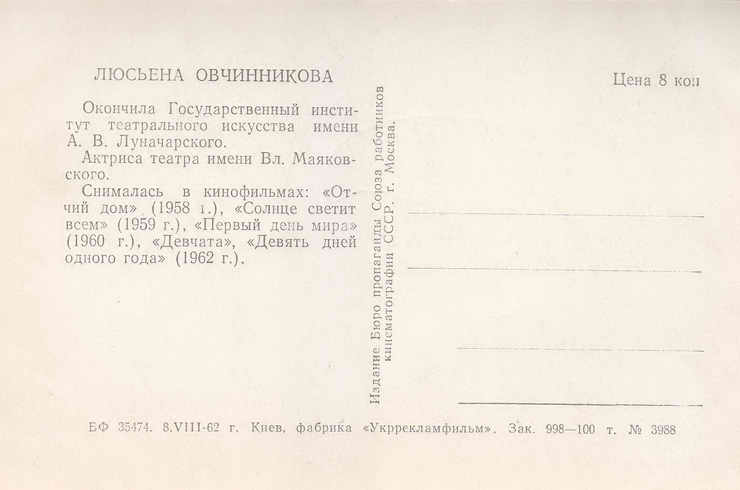 ЛЮСЬЕНА ОВЧИННИКОВА
Окончила Государственный инсти-
тут театрального искусства имени
А. В. Луначарского.
Актриса театра имени Вл. Маяков-
ского.
Снималась в кинофильмах: «От-
чий дом» (1958 г.), «Солнце светит
всем» (1959 г.), «Первый день мира»
(1960 г.), «Девчата», «Девять дней
одного года» (1962 г.).
Издание Бюро пропаганды Союза работников
кинематографии СССР. г. Москва.
Цена 8 коп
БФ 35474. 8.VIII-62 г. Киев, фабрика «Укррекламфильм». Зак. 998—100 т. № 3988